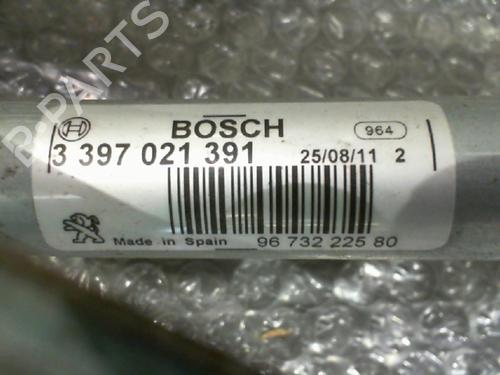 B-PARTS
BOSCH
964
3 397 021 391
25/08/11 2
Made in Spain
96 732 225 80